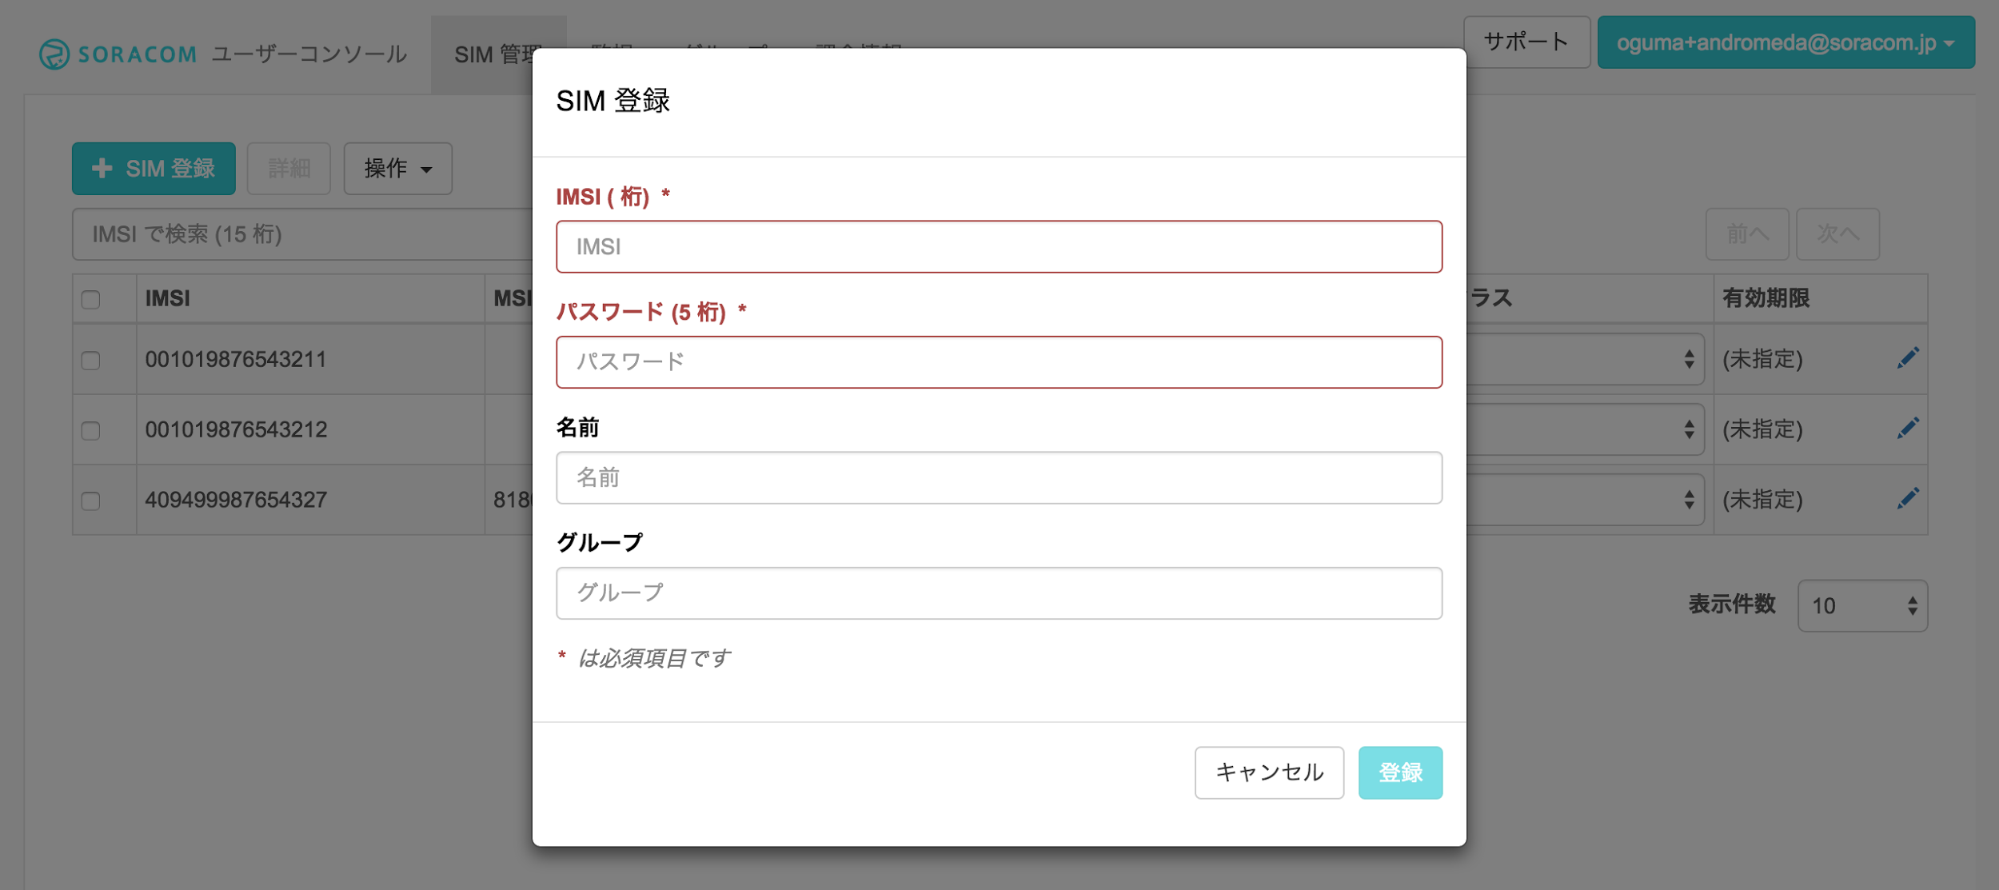 SORACOM ユーザーコンソール SIM 管理 サポート oguma+andromeda@soracom.jp
SIM 登録
SIM 登録 詳細 操作
IMSI ( 桁) *
IMSI で検索 (15 桁) IMSI 前へ 次へ
IMSI MSI ラス 有効期限
パスワード (5 桁) *
001019876543211 パスワード (未指定)
001019876543212 (未指定)
名前
名前
409499987654327 818 (未指定)
グループ
グループ
表示件数 10
* は必須項目です
キャンセル 登録